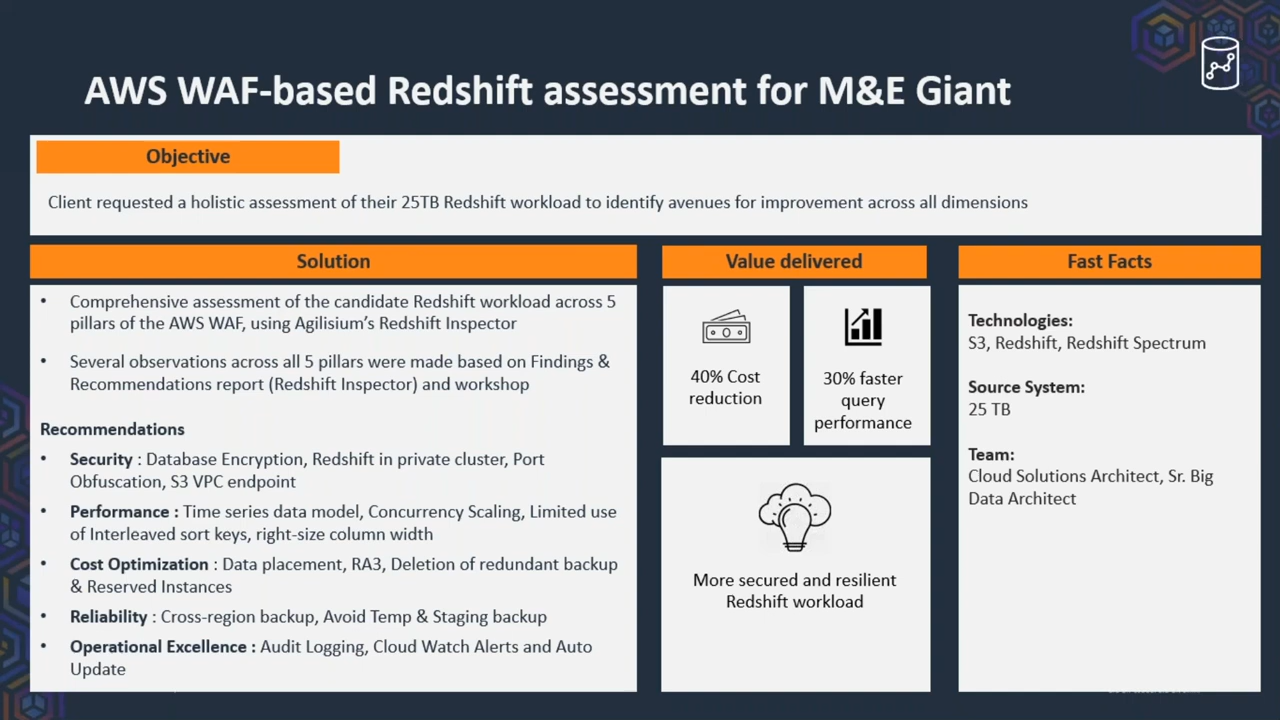 AWS WAF-based Redshift assessment for M&E Giant
Objective
Client requested a holistic assessment of their 25TB Redshift workload to identify avenues for improvement across all dimensions
Solution
• Comprehensive assessment of the candidate Redshift workload across 5
pillars of the AWS WAF, using Agilisium's Redshift Inspector
• Several observations across all 5 pillars were made based on Findings &
Recommendations report (Redshift Inspector) and workshop
Recommendations
• Security : Database Encryption, Redshift in private cluster, Port
Obfuscation, S3 VPC endpoint
• Performance : Time series data model, Concurrency Scaling, Limited use
of Interleaved sort keys, right-size column width
• Cost Optimization : Data placement, RA3, Deletion of redundant backup
& Reserved Instances
• Reliability : Cross-region backup, Avoid Temp & Staging backup
• Operational Excellence : Audit Logging, Cloud Watch Alerts and Auto
Update
Value delivered
40% Cost
reduction
30% faster
query
performance
More secured and resilient
Redshift workload
Fast Facts
Technologies:
S3, Redshift, Redshift Spectrum
Source System:
25 TB
Team:
Cloud Solutions Architect, Sr. Big
Data Architect